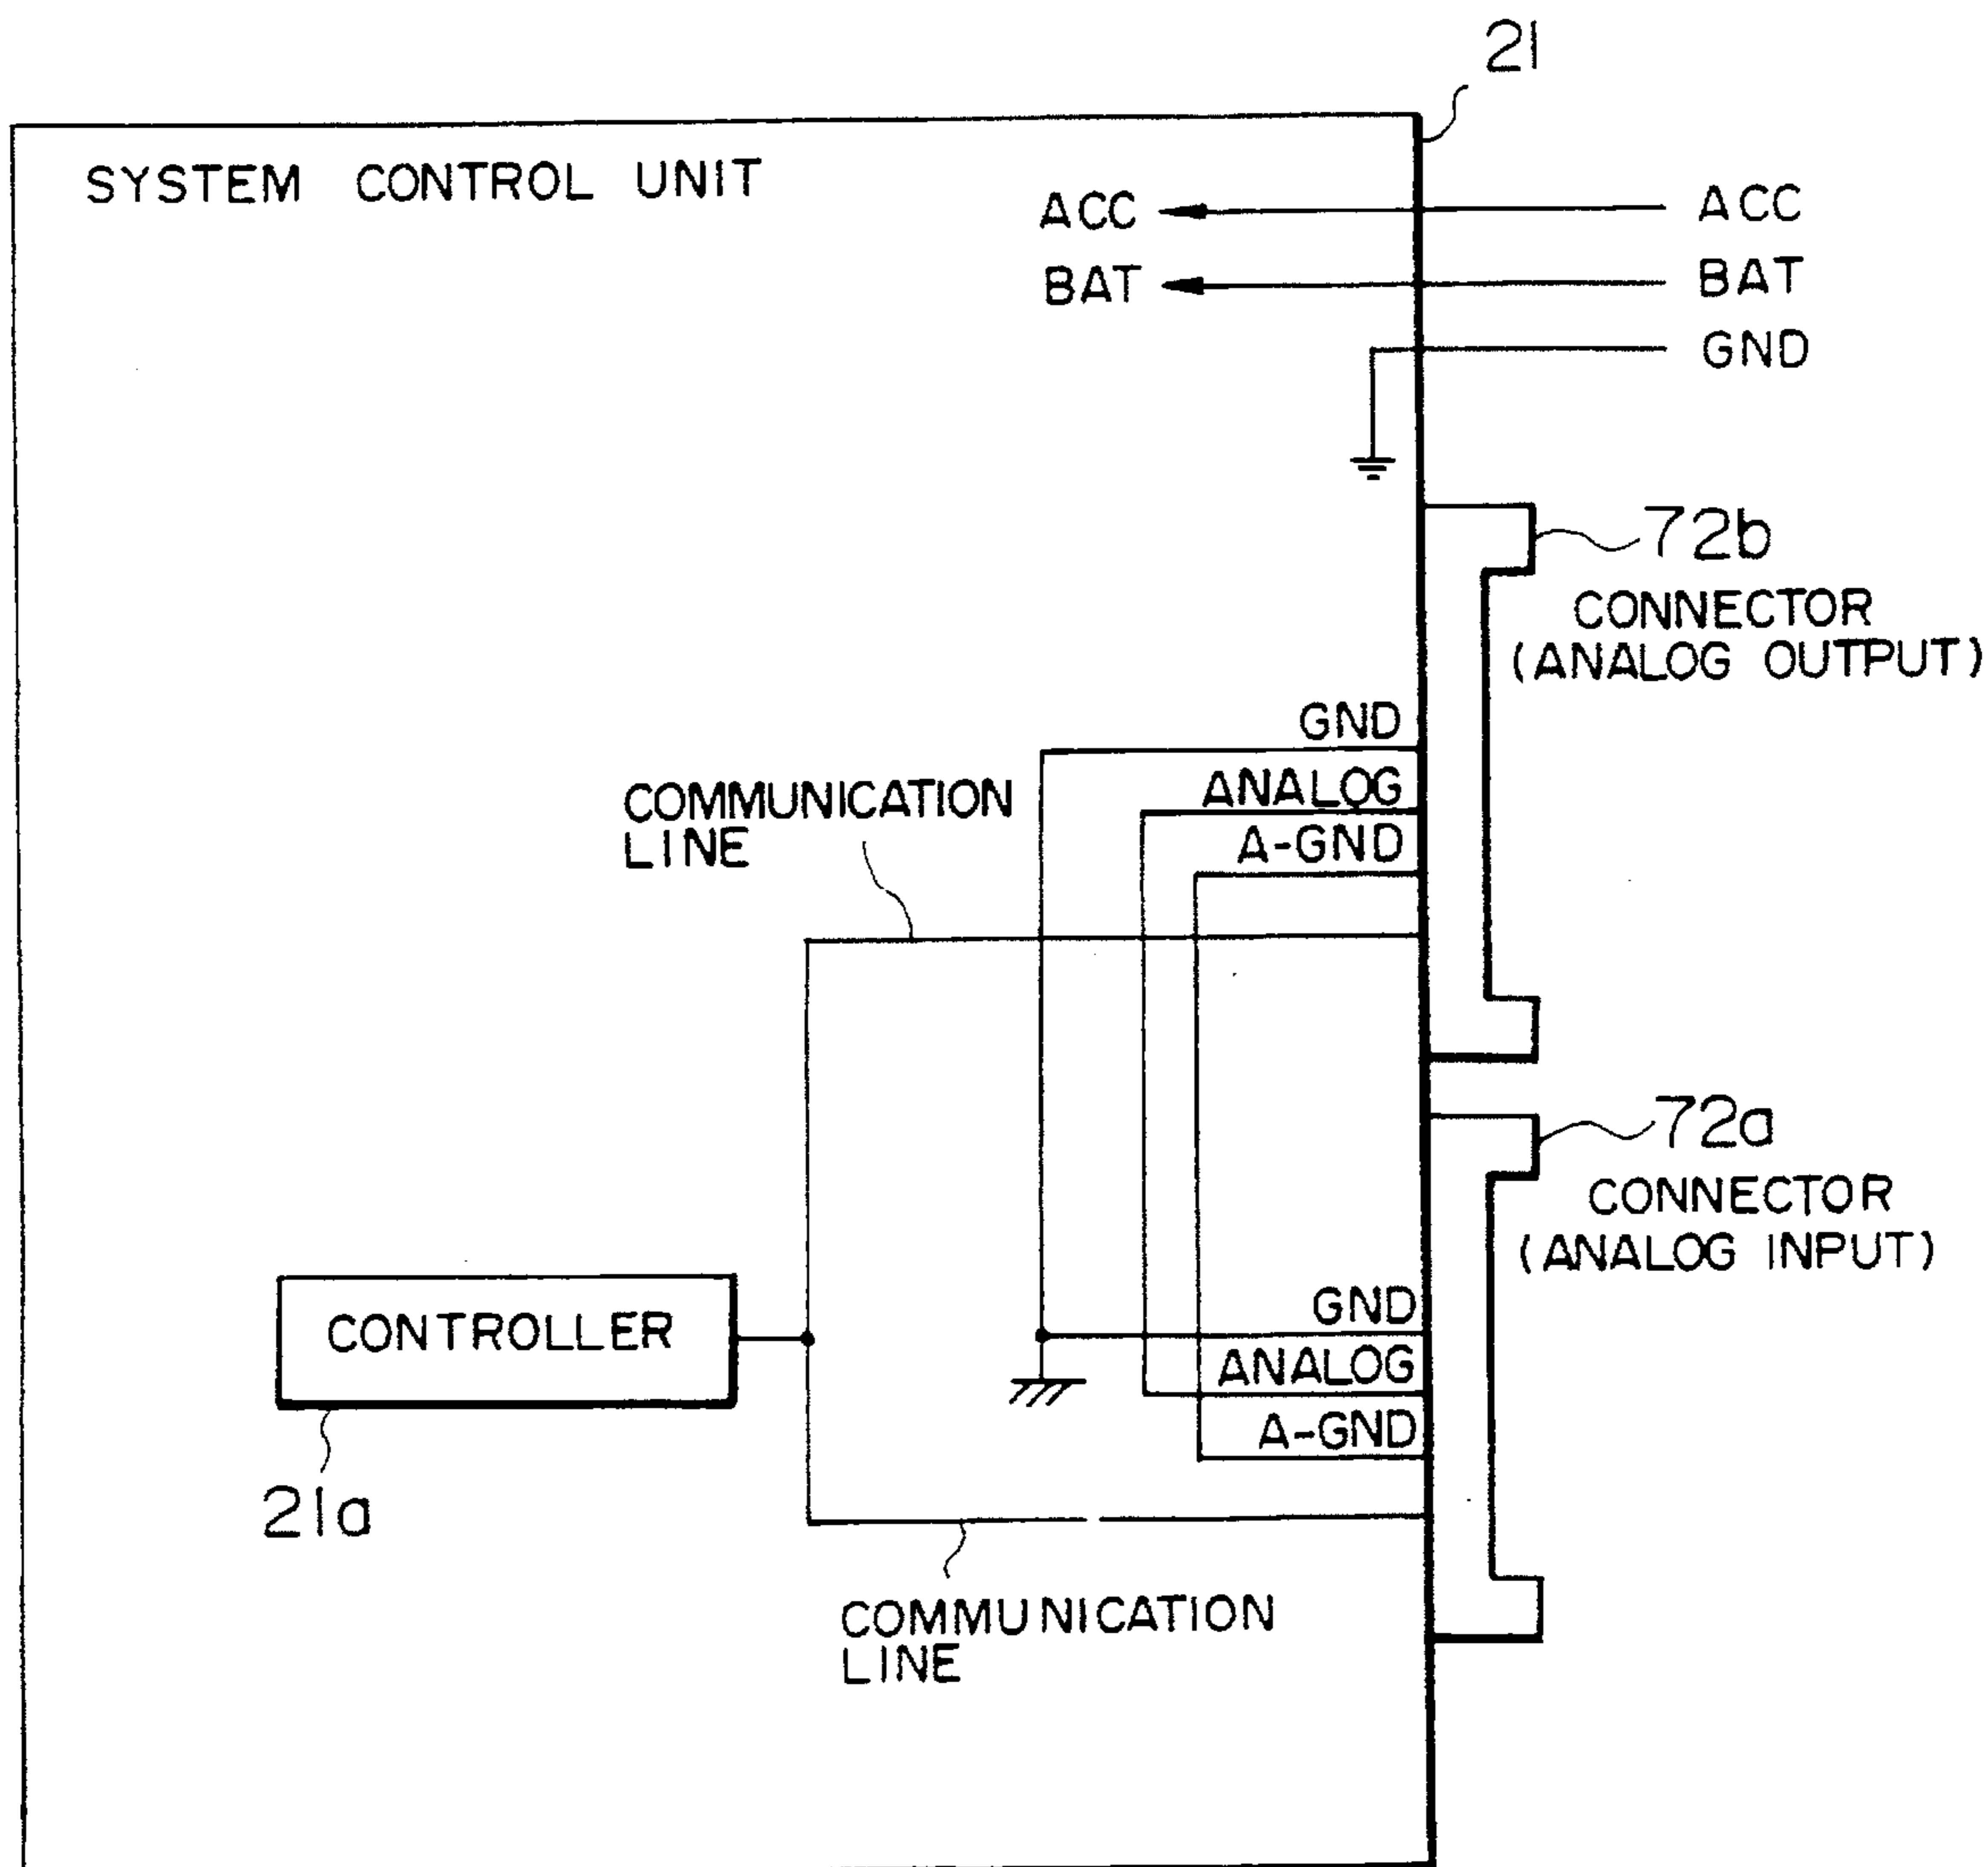 21
SYSTEM CONTROL UNIT
ACC
ACC
BAT
BAT
GND
72b
CONNECTOR
(ANALOG OUTPUT)
GND
ANALOG
A-GND
COMMUNICATION
LINE
72a
CONNECTOR
(ANALOG INPUT)
GND
ANALOG
A-GND
CONTROLLER
21a
COMMUNICATION
LINE